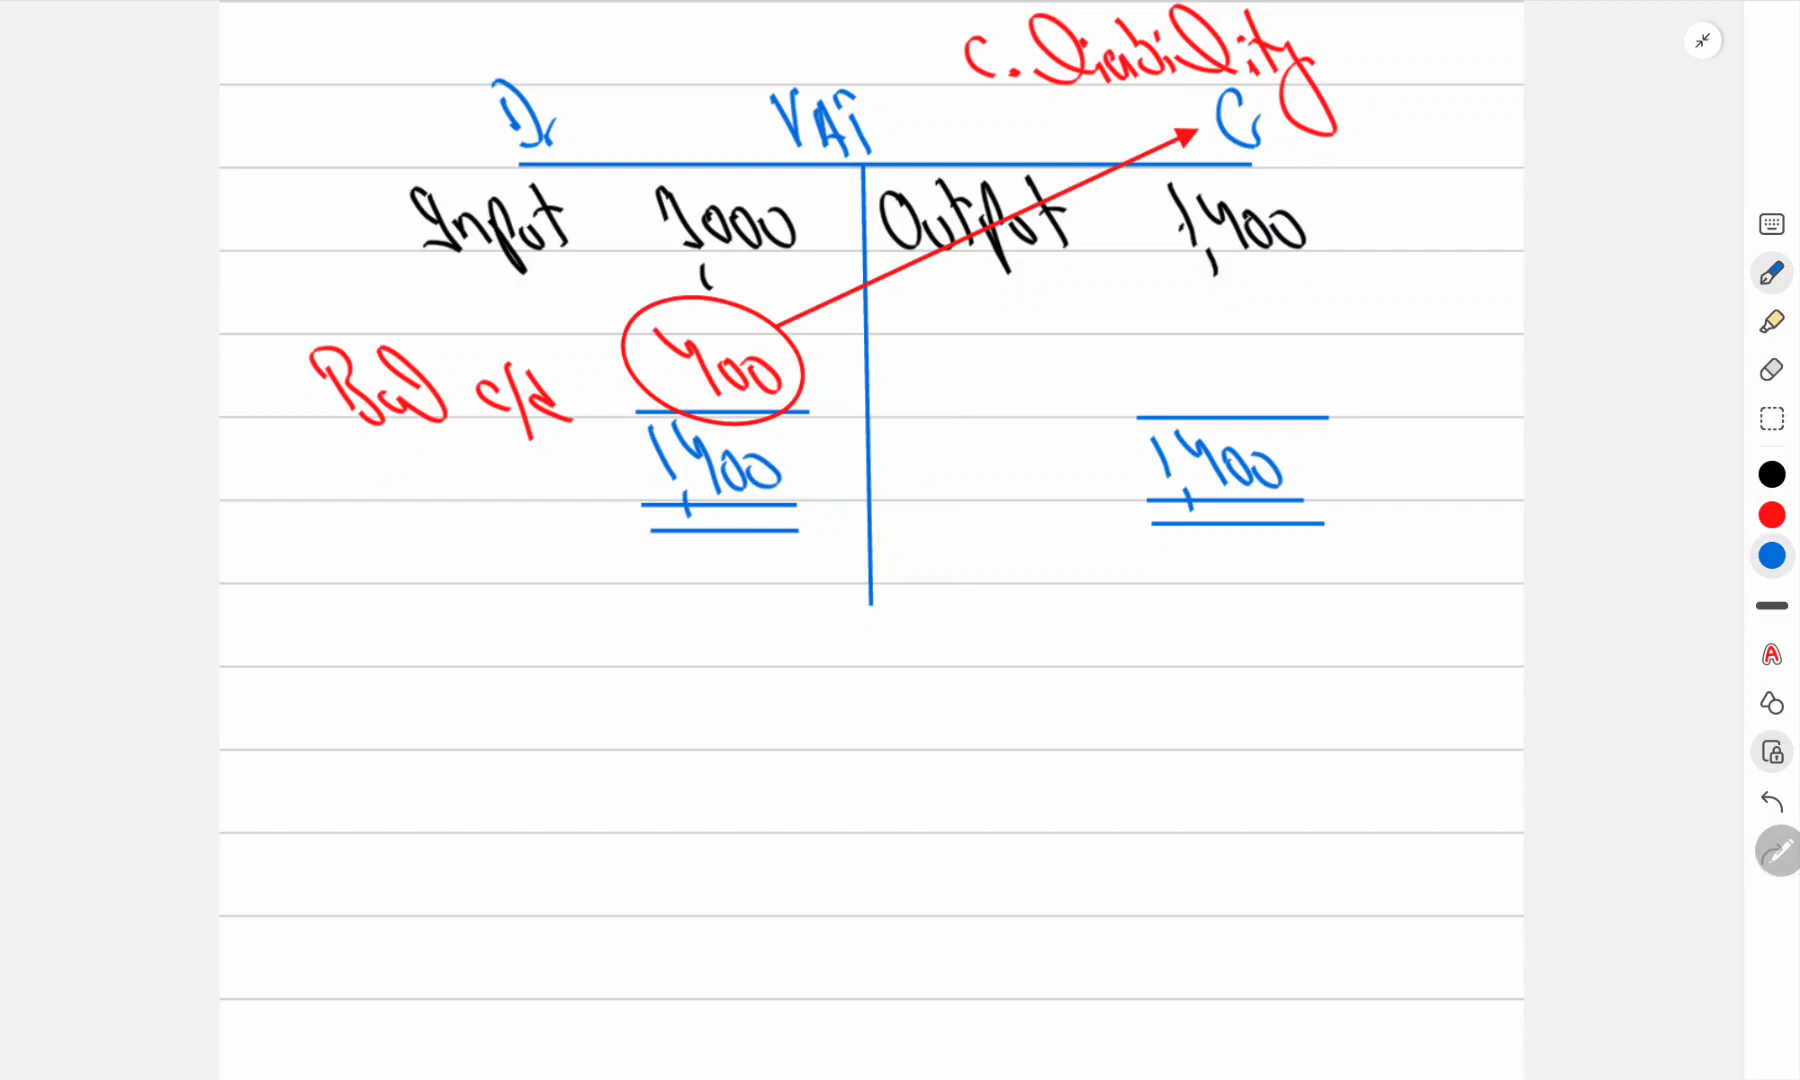 C. liability
Dr VAT Cr
Input 1,000 Output 1,400
Bal c/d 400
1,400 1,400